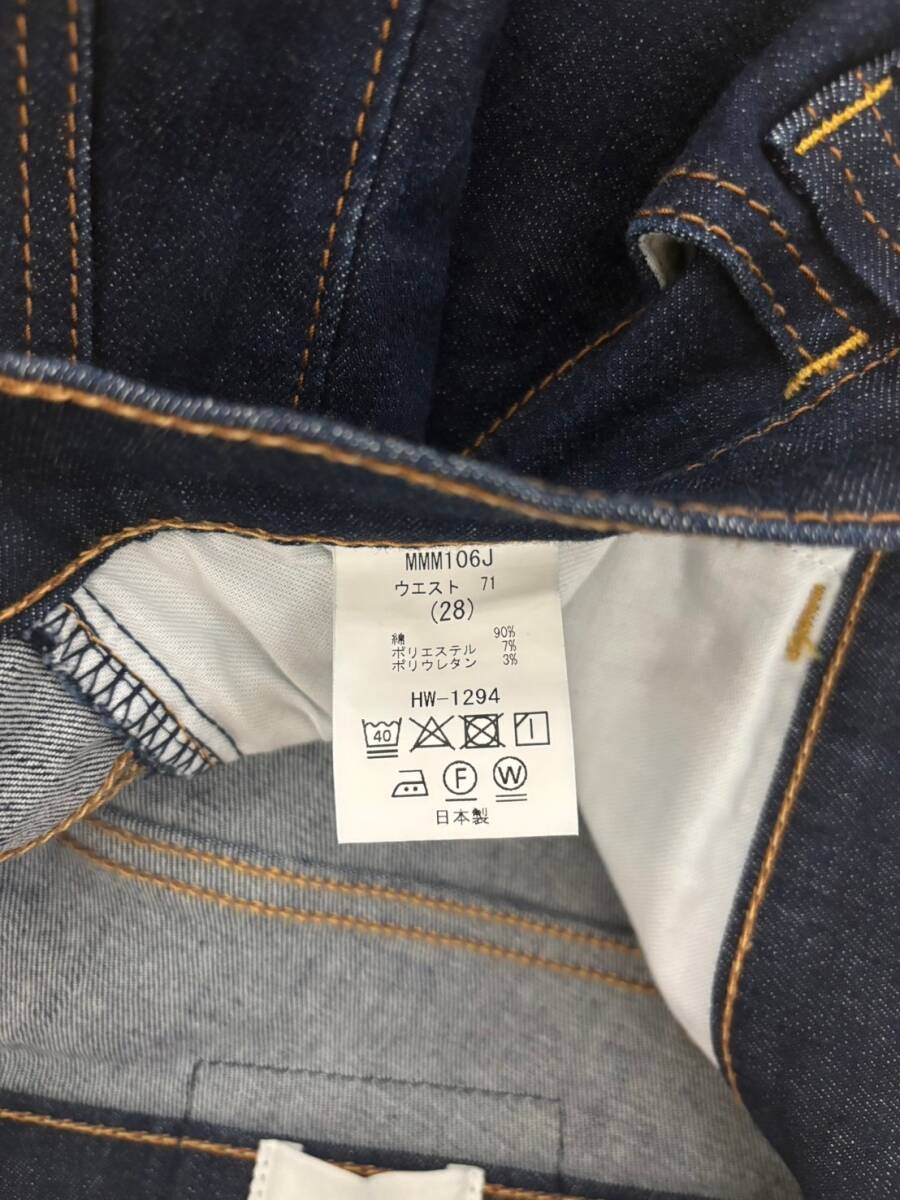 MMM106J
ウエスト 71
(28)
綿 90%
ポリエステル 7%
ポリウレタン 3%
HW-1294
40
F W
日本製